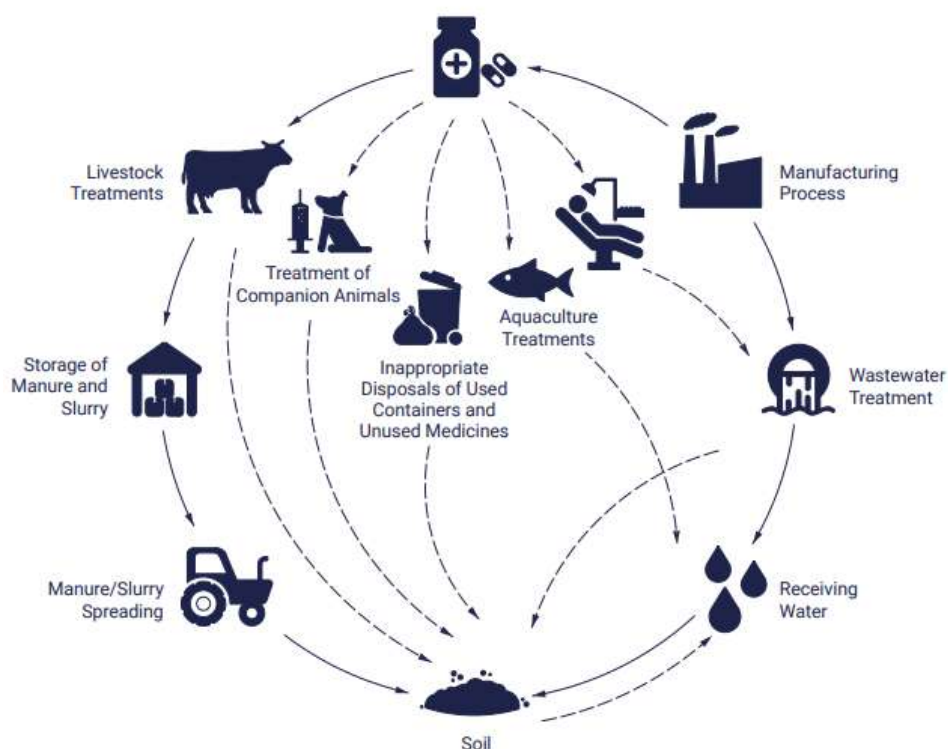 Livestock
Treatments
Manufacturing
Process
Treatment of
Companion Animals
Aquaculture
Treatments
Storage of
Manure and
Slurry
Inappropriate
Disposals of Used
Containers and
Unused Medicines
Wastewater
Treatment
Manure/Slurry
Spreading
Receiving
Water
Soil